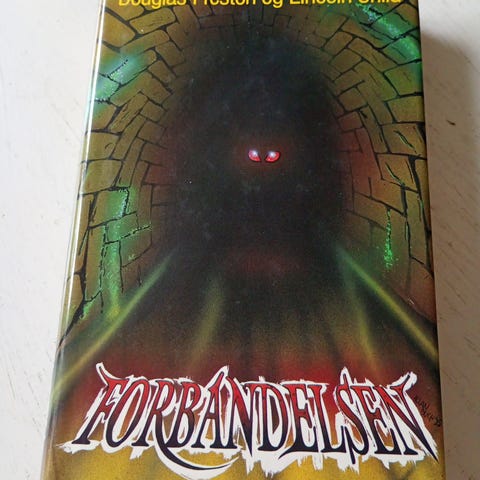 Douglas Preston og Lincoln Child
FORBANDELSEN